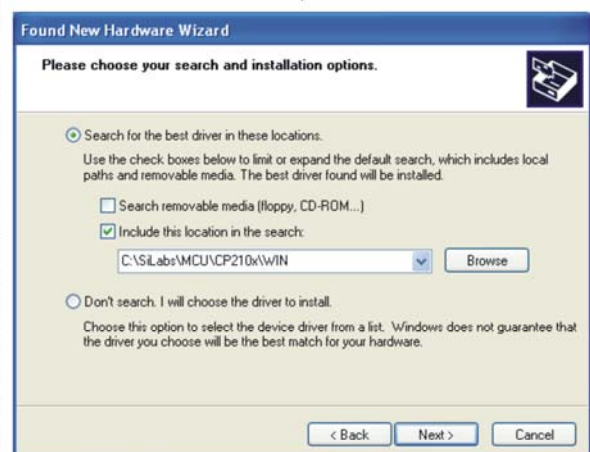 Found New Hardware Wizard
Please choose your search and installation options.
Search for the best driver in these locations.
Use the check boxes below to limit or expand the default search, which includes local
paths and removable media. The best driver found will be installed.
Search removable media (floppy, CD-ROM...)
Include this location in the search:
C:\SiLabs\MCU\CP210x\WIN
Browse
Don't search. I will choose the driver to install.
Choose this option to select the device driver from a list. Windows does not guarantee that
the driver you choose will be the best match for your hardware.
< Back Next > Cancel